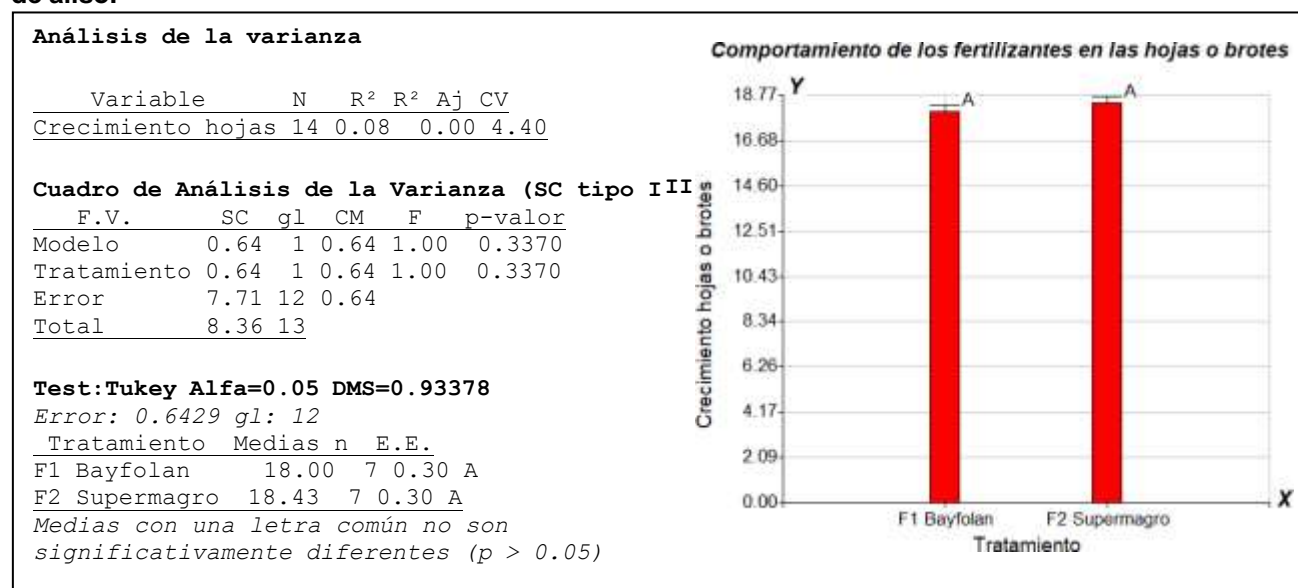 de aliso.
Análisis de la varianza
Variable N R² R² Aj CV
Crecimiento hojas 14 0.08 0.00 4.40
Cuadro de Análisis de la Varianza (SC tipo III
F.V. SC gl CM F p-valor
Modelo 0.64 1 0.64 1.00 0.3370
Tratamiento 0.64 1 0.64 1.00 0.3370
Error 7.71 12 0.64
Total 8.36 13
Test:Tukey Alfa=0.05 DMS=0.93378
Error: 0.6429 gl: 12
Tratamiento Medias n E.E.
F1 Bayfolan 18.00 7 0.30 A
F2 Supermagro 18.43 7 0.30 A
Medias con una letra común no son
significativamente diferentes (p > 0.05)
Comportamiento de los fertilizantes en las hojas o brotes
Y
18.77
16.68
14.60
12.51
10.43
8.34
6.26
4.17
2.09
0.00
Crecimiento hojas o brotes
A
A
X
F1 Bayfolan F2 Supermagro
Tratamiento